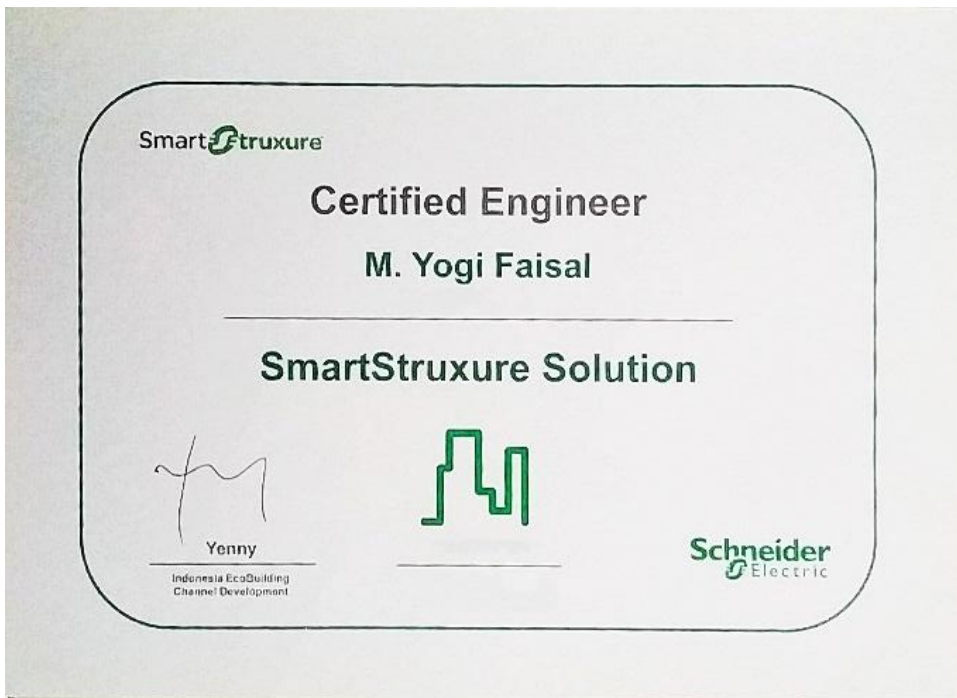 SmartStruxure
Certified Engineer
M. Yogi Faisal
SmartStruxure Solution
Yenny
Indonesia EcoBuilding
Channel Development
Schneider
Electric